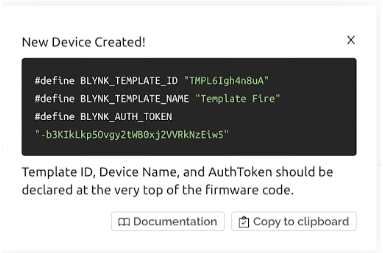 New Device Created!
X
#define BLYNK_TEMPLATE_ID "TMPL6Igh4n8uA"
#define BLYNK_TEMPLATE_NAME "Template Fire"
#define BLYNK_AUTH_TOKEN
"-b3KIkLkp5Ovgy2tWB0xj2VVRkNzEiw5"
Template ID, Device Name, and AuthToken should be
declared at the very top of the firmware code.
Documentation
Copy to clipboard